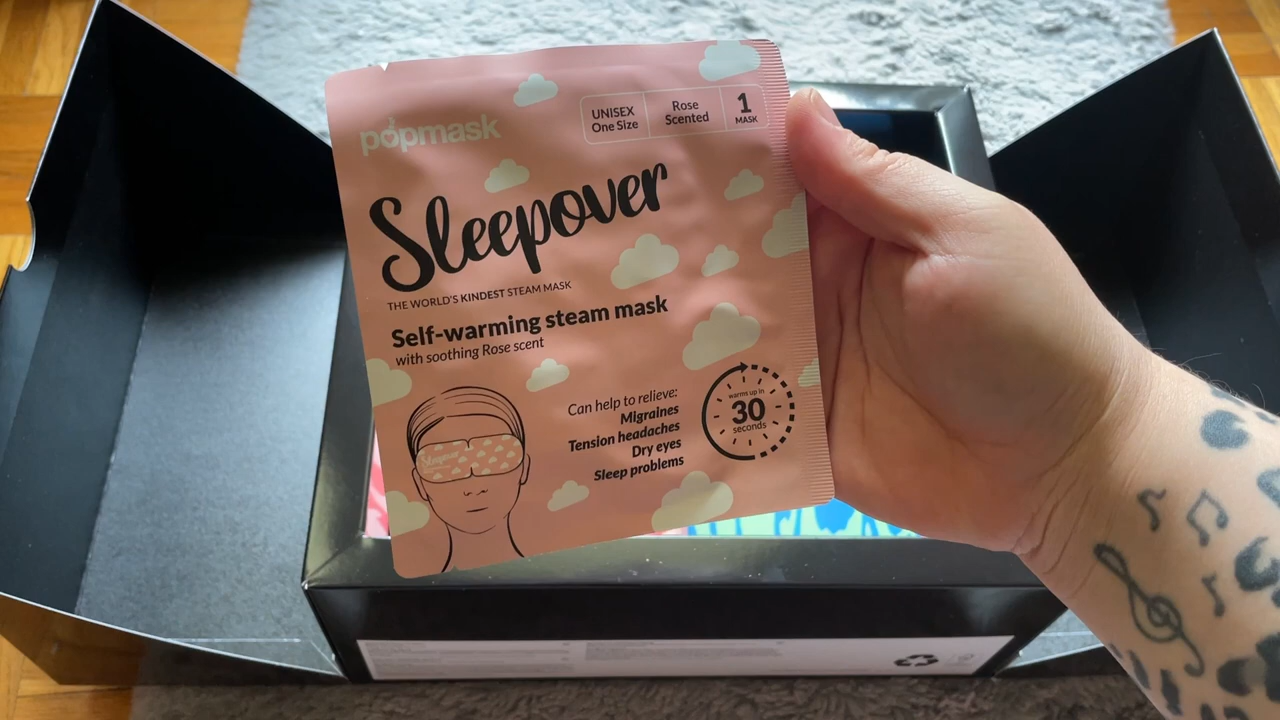 popmask
UNISEX
One Size
Rose
Scented
1
MASK
Sleepover
THE WORLD'S KINDEST STEAM MASK
Self-warming steam mask
with soothing Rose scent
Can help to relieve:
Migraines
Tension headaches
Dry eyes
Sleep problems
warms up in
30
seconds
Sleepover